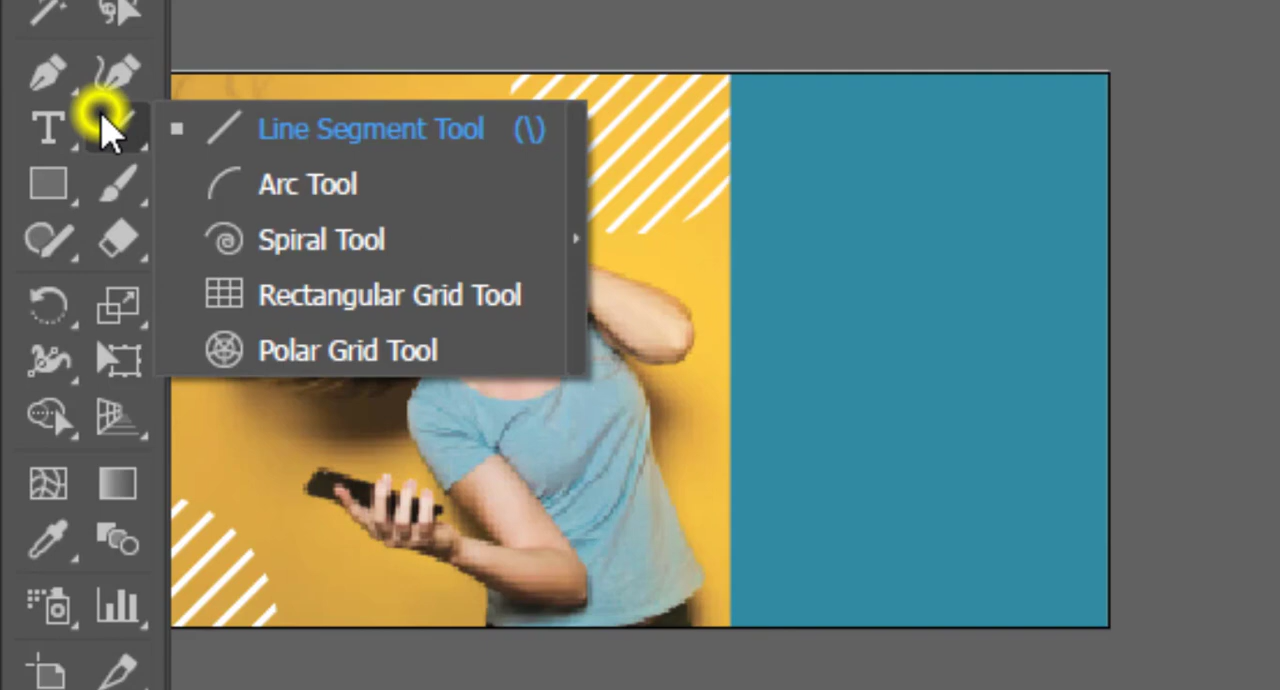 Line Segment Tool (\)
Arc Tool
Spiral Tool
Rectangular Grid Tool
Polar Grid Tool